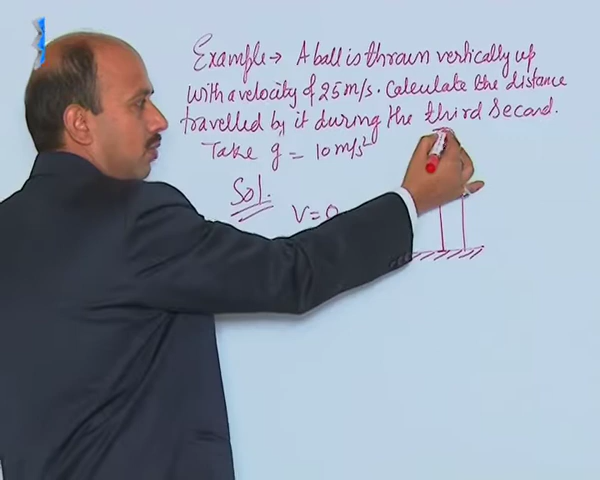 Example → A ball is thrown vertically up
with a velocity of 25 m/s. Calculate the distance
travelled by it during the third second.
Take g = 10 m/s²
Sol.
V = 0